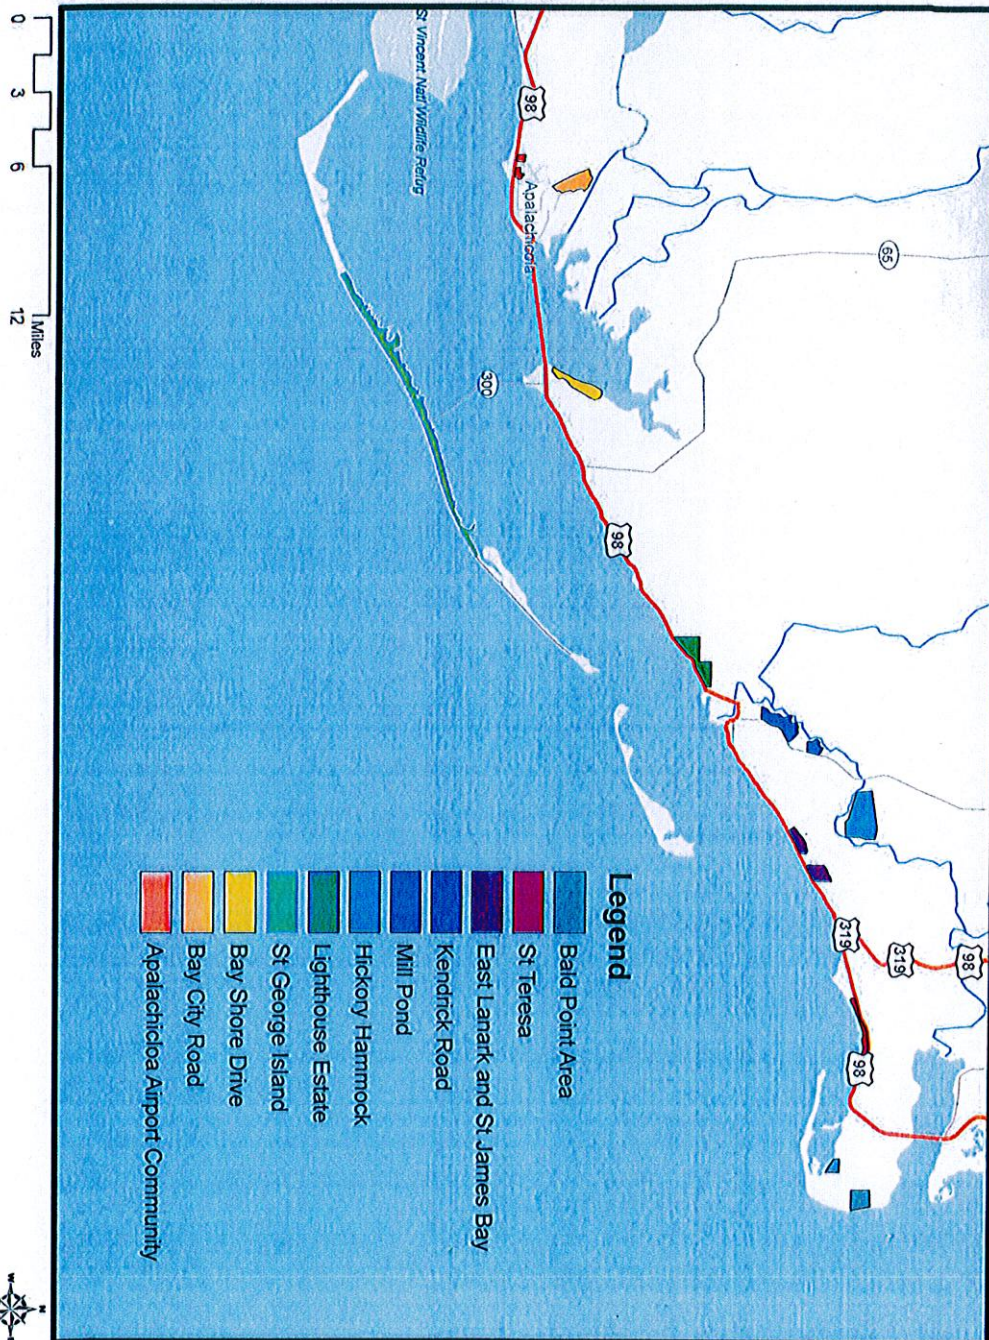 St Vincent Natl Wildlife Refug
98
Apalachicola
65
300
98
319
319
98
98
Legend
Bald Point Area
St Teresa
East Lanark and St James Bay
Kendrick Road
Mill Pond
Hickory Hammock
Lighthouse Estate
St George Island
Bay Shore Drive
Bay City Road
Apalachicloa Airport Community
0 3 6 12
Miles
N
W